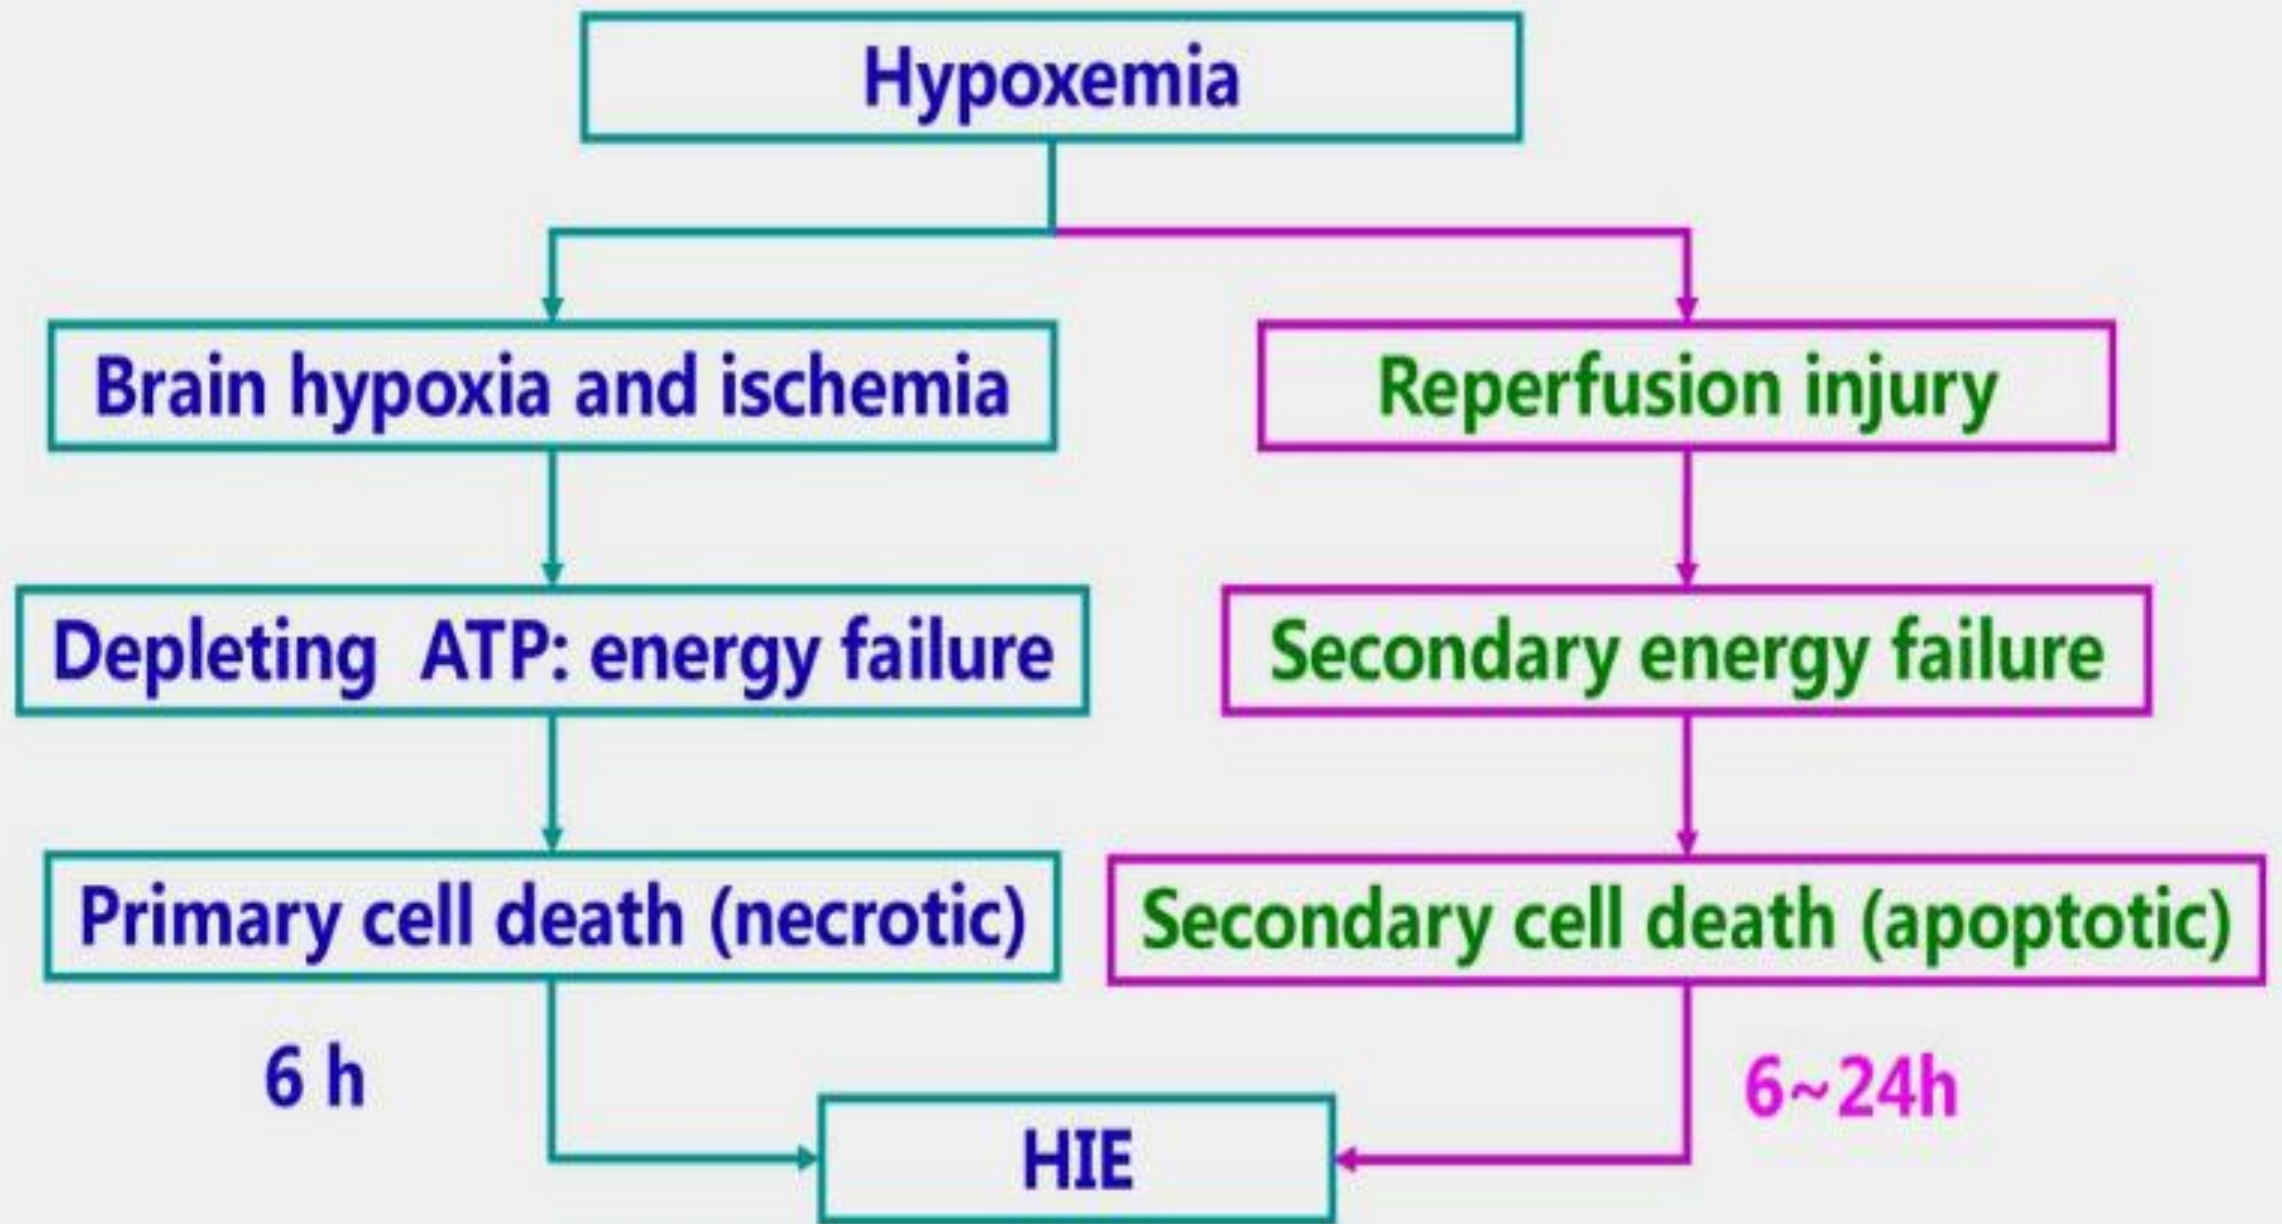 Hypoxemia
Brain hypoxia and ischemia
Reperfusion injury
Depleting ATP: energy failure
Secondary energy failure
Primary cell death (necrotic)
Secondary cell death (apoptotic)
6 h
6~24h
HIE